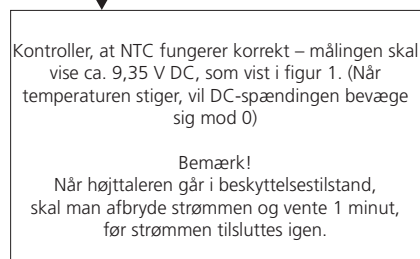 Kontroller, at NTC fungerer korrekt – målingen skal
vise ca. 9,35 V DC, som vist i figur 1. (Når
temperaturen stiger, vil DC-spændingen bevæge
sig mod 0)
Bemærk!
Når højttaleren går i beskyttelsestilstand,
skal man afbryde strømmen og vente 1 minut,
før strømmen tilsluttes igen.